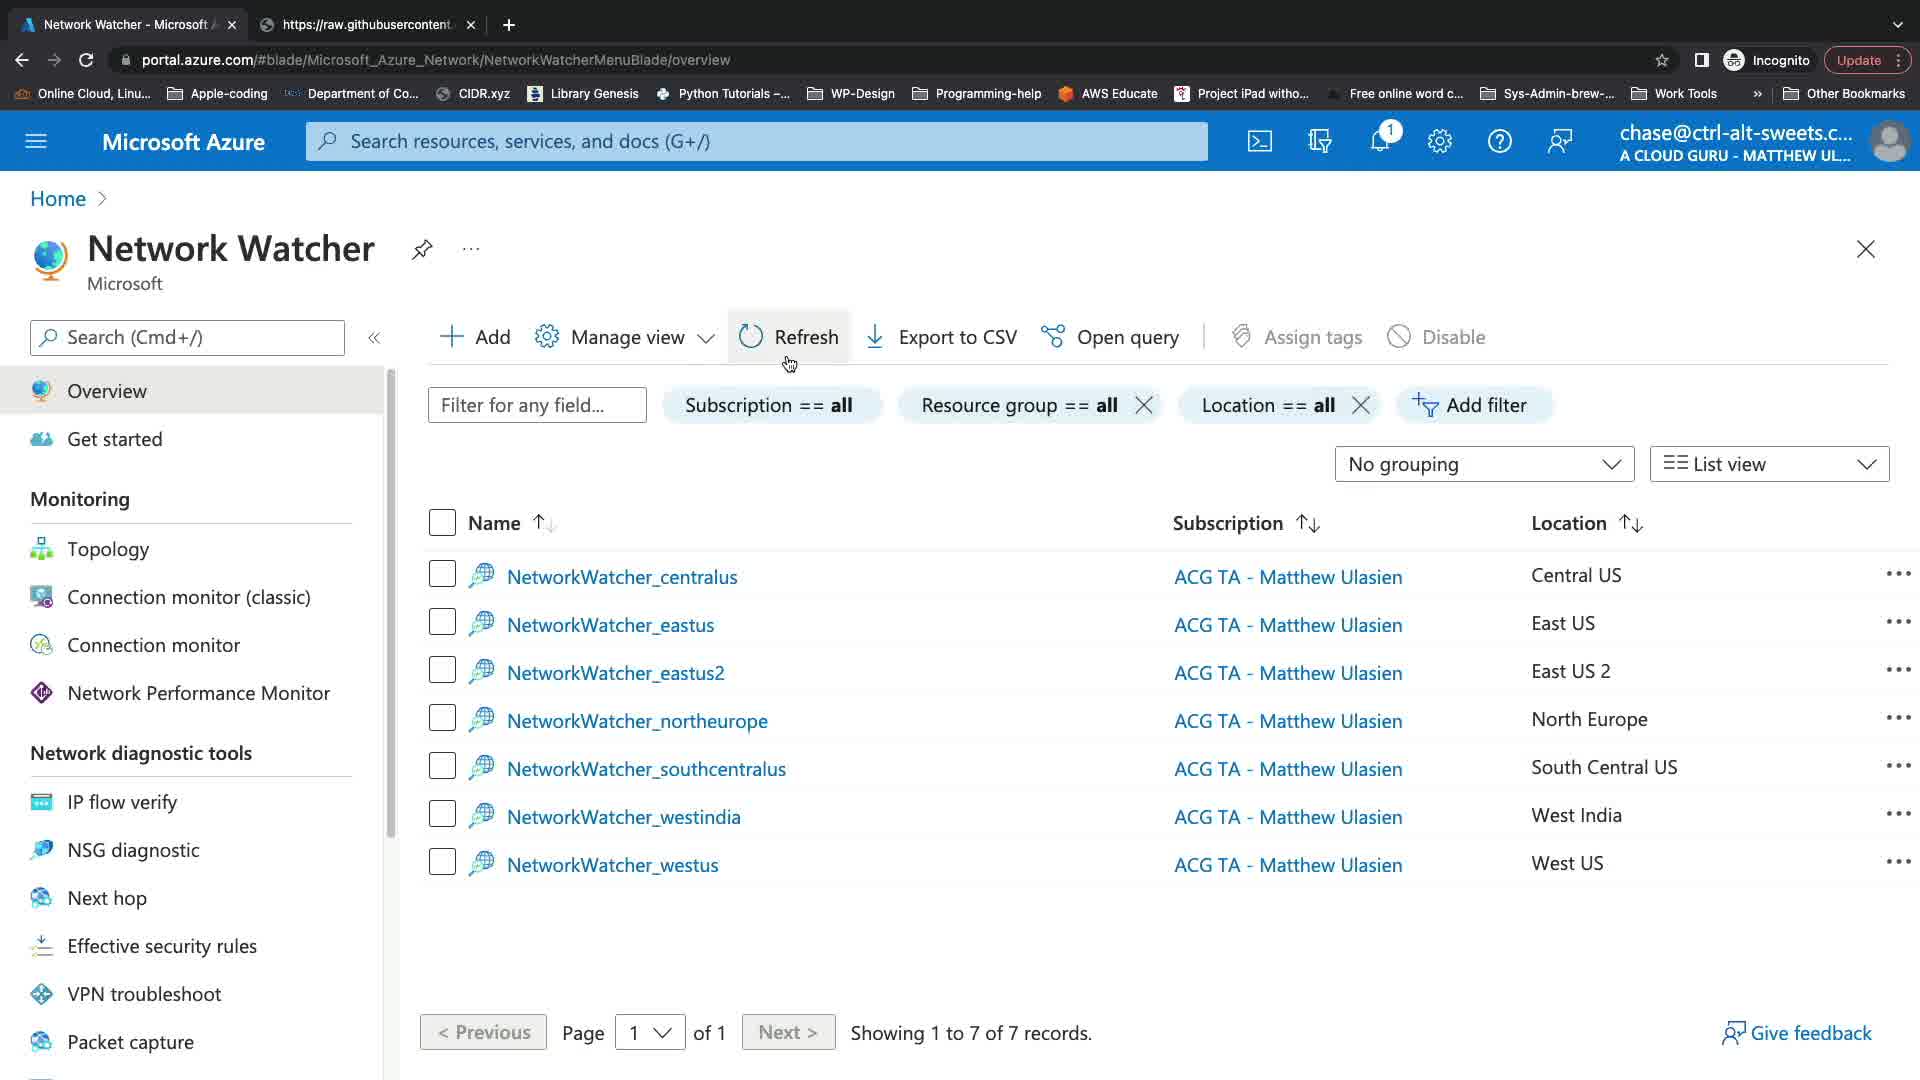 Network Watcher - Microsoft A
https://raw.githubusercontent
portal.azure.com/#blade/Microsoft_Azure_Network/NetworkWatcherMenuBlade/overview
Incognito
Update
Online Cloud, Linu...
Apple-coding
Department of Co...
CIDR.xyz
Library Genesis
Python Tutorials –...
WP-Design
Programming-help
AWS Educate
Project iPad witho...
Free online word c...
Sys-Admin-brew-...
Work Tools
»
Other Bookmarks
Microsoft Azure
Search resources, services, and docs (G+/)
1
chase@ctrl-alt-sweets.c...
A CLOUD GURU - MATTHEW UL...
Home
Network Watcher
...
Microsoft
Search (Cmd+/)
«
Add
Manage view
Refresh
Export to CSV
Open query
Assign tags
Disable
Overview
Get started
Monitoring
Topology
Connection monitor (classic)
Connection monitor
Network Performance Monitor
Network diagnostic tools
IP flow verify
NSG diagnostic
Next hop
Effective security rules
VPN troubleshoot
Packet capture
Filter for any field...
Subscription == all
Resource group == all
Location == all
Add filter
No grouping
List view
Name
Subscription
Location
NetworkWatcher_centralus
ACG TA - Matthew Ulasien
Central US
NetworkWatcher_eastus
ACG TA - Matthew Ulasien
East US
NetworkWatcher_eastus2
ACG TA - Matthew Ulasien
East US 2
NetworkWatcher_northeurope
ACG TA - Matthew Ulasien
North Europe
NetworkWatcher_southcentralus
ACG TA - Matthew Ulasien
South Central US
NetworkWatcher_westindia
ACG TA - Matthew Ulasien
West India
NetworkWatcher_westus
ACG TA - Matthew Ulasien
West US
< Previous
Page
1
of 1
Next >
Showing 1 to 7 of 7 records.
Give feedback